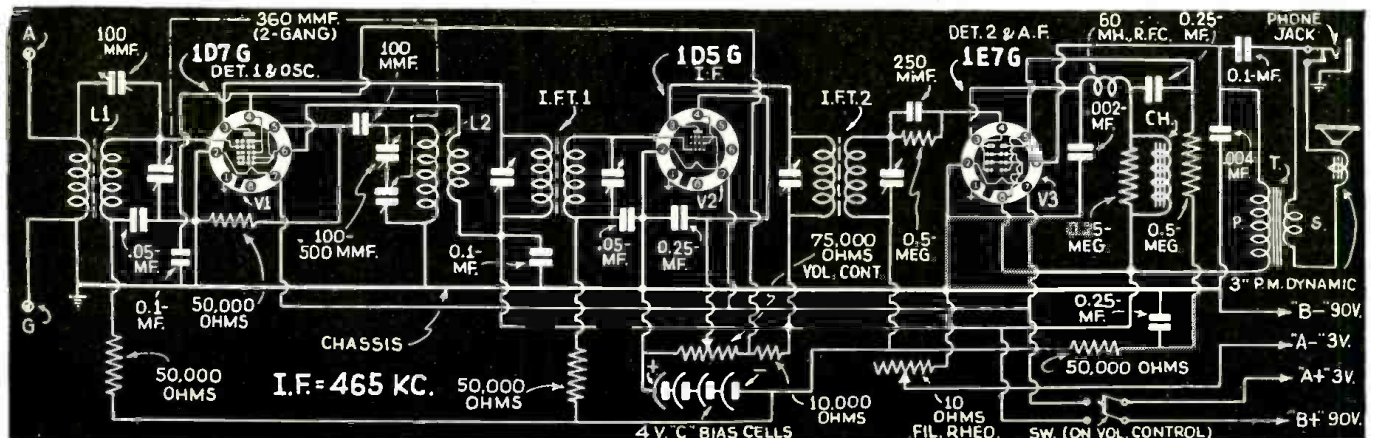 A
100 MMF.
L1
360 MMF. (2-GANG)
1D7G
DET. 1 & OSC.
100 MMF.
V1
L2
I.F.T.1
1D5G
I.F.
V2
I.F.T.2
250 MMF.
DET. 2 & A.F.
1E7G
V3
60 MH., R.F.C.
0.25-MF.
.002-MF.
CH.
0.1-MF.
PHONE JACK
.004 MF.
T.
P.
S.
.05-MF.
0.1-MF.
50,000 OHMS
100-500 MMF.
0.1-MF.
.05-MF.
0.25-MF.
75,000 OHMS VOL. CONT.
0.5-MEG.
0.5-MEG.
3" P.M. DYNAMIC
0.25-MF.
G
CHASSIS
50,000 OHMS
I.F.= 465 KC.
50,000 OHMS
+
-
10,000 OHMS
4 V. "C" BIAS CELLS
10 OHMS FIL. RHEO.
50,000 OHMS
SW. (ON VOL. CONTROL)
"B-" 90V.
"A-" 3V.
"A+" 3V.
"B+" 90V.